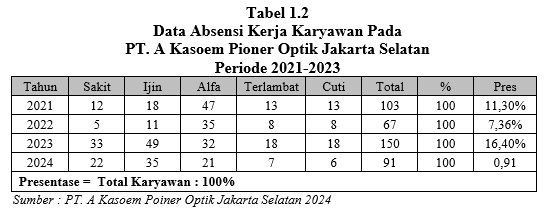 Tabel 1.2
Data Absensi Kerja Karyawan Pada
PT. A Kasoem Pioner Optik Jakarta Selatan
Periode 2021-2023
Tahun Sakit Ijin Alfa Terlambat Cuti Total % Pres
2021 12 18 47 13 13 103 100 11,30%
2022 5 11 35 8 8 67 100 7,36%
2023 33 49 32 18 18 150 100 16,40%
2024 22 35 21 7 6 91 100 0,91
Presentase = Total Karyawan : 100%
Sumber : PT. A Kasoem Poiner Optik Jakarta Selatan 2024